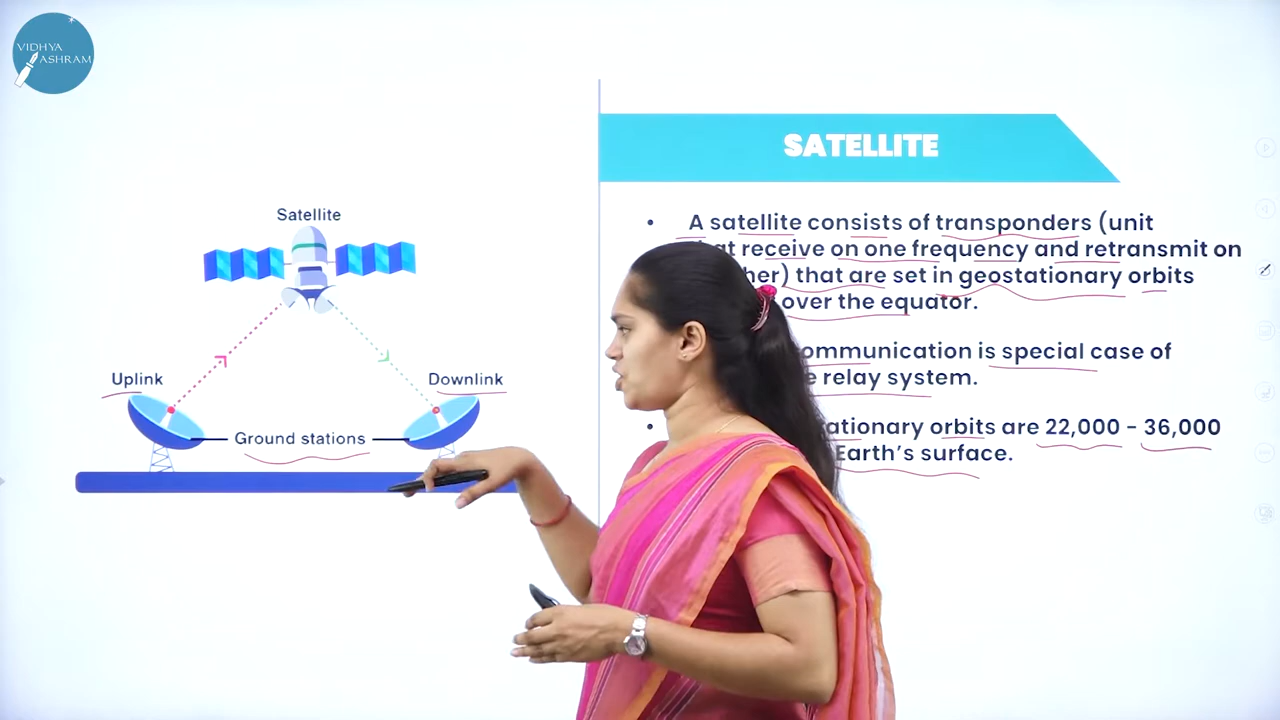 VIDHYA
ASHRAM
SATELLITE
Satellite
Uplink
Downlink
Ground stations
• A satellite consists of transponders (unit
receive on one frequency and retransmit on
that are set in geostationary orbits
over the equator.
is special case of
relay system.
• orbits are 22,000 - 36,000
Earth's surface.